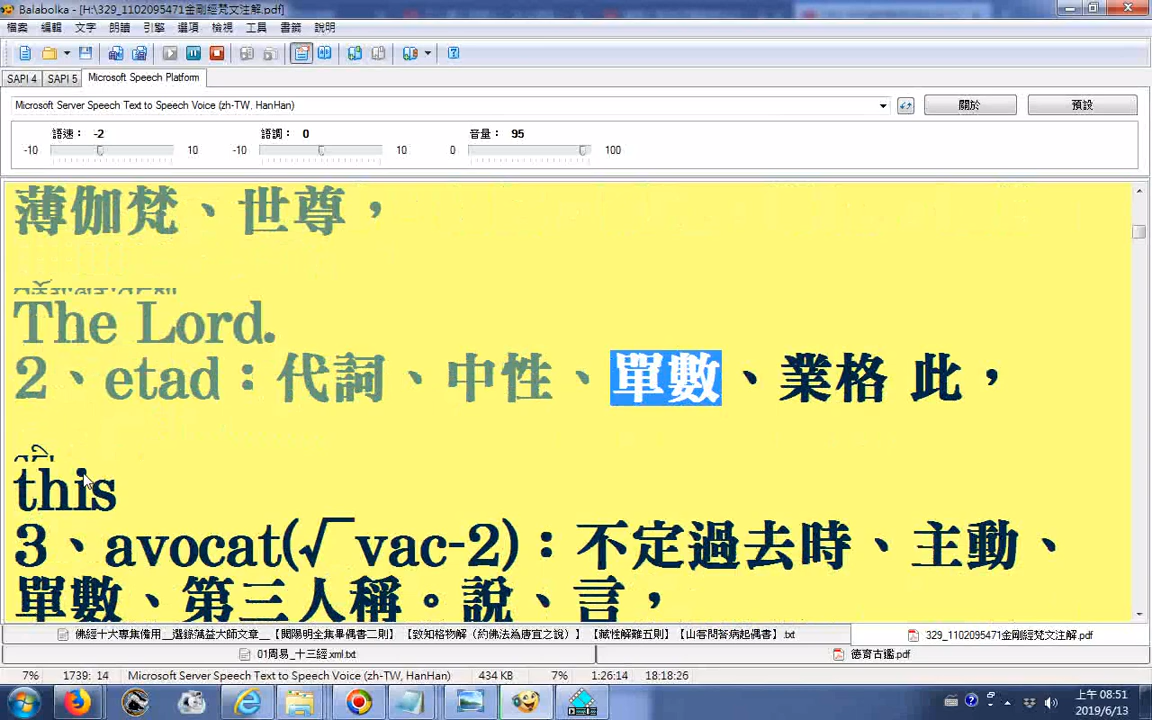 Balabolka - [H:\329_1102095471金剛經梵文注解.pdf]
檔案 編輯 文字 朗讀 引擎 選項 檢視 工具 書籤 說明
SAPI 4 SAPI 5 Microsoft Speech Platform
Microsoft Server Speech Text to Speech Voice (zh-TW, HanHan)
關於 預設
語速： -2 語調： 0 音量： 95
-10 10 -10 10 0 100
薄伽梵、世尊，
The Lord.
2、etad：代詞、中性、單數、業格 此，
this
3、avocat(√vac-2)：不定過去時、主動、
單數、第三人稱。說、言，
佛經十大專集備用__選錄滿益大師文章__【閱陽明全集畢偶書二則】【致知格物解（約佛法為唐宜之說）】【藏性解難五則】【山客問答病起偶書】.txt
329_1102095471金剛經梵文注解.pdf
01周易_十三經.xml.txt
德育古鑑.pdf
7% 1739: 14 Microsoft Server Speech Text to Speech Voice (zh-TW, HanHan) 434 KB 7% 1:26:14 18:18:26
上午 08:51
2019/6/13